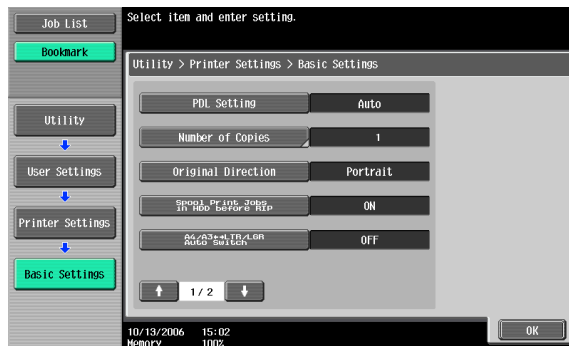 Job List
Bookmark
Utility
User Settings
Printer Settings
Basic Settings
Select item and enter setting.
Utility > Printer Settings > Basic Settings
PDL Setting
Auto
Number of Copies
1
Original Direction
Portrait
Spool Print Jobs
in HDD before RIP
ON
A4/A3↔LTR/LGR
Auto Switch
OFF
1/ 2
10/13/2006 15:02
Memory 100%
OK